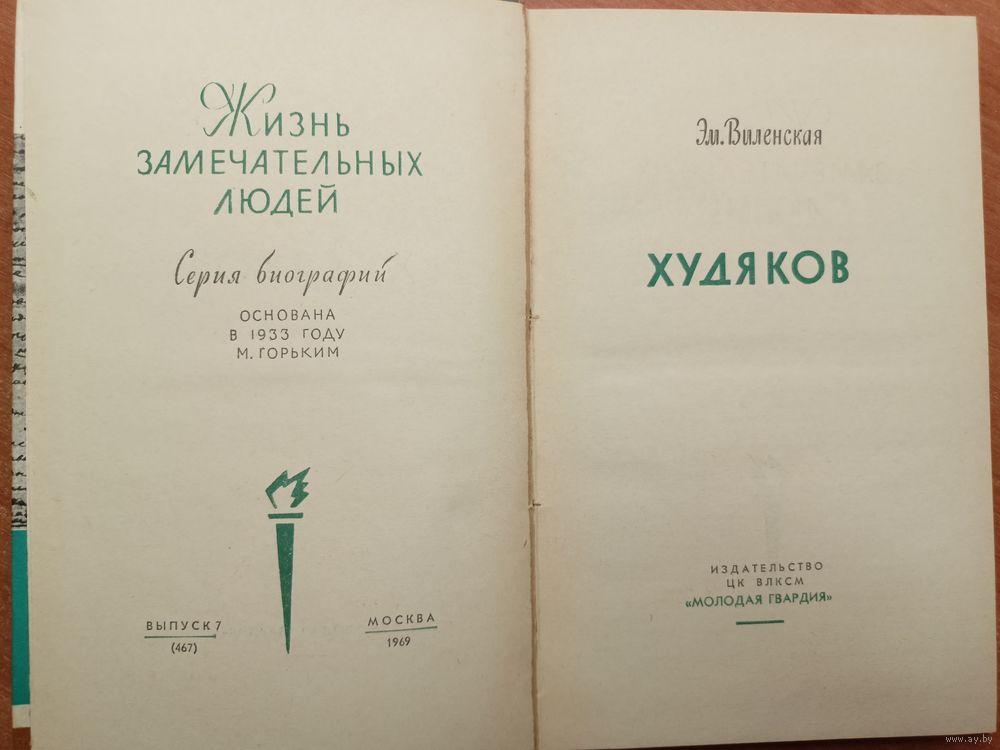 Жизнь
ЗАМЕЧАТЕЛЬНЫХ
ЛЮДЕЙ
Серия биографий
ОСНОВАНА
В 1933 ГОДУ
М. ГОРЬКИМ
ВЫПУСК 7
(467)
МОСКВА
1969
Эм. Виленская
ХУДЯКОВ
ИЗДАТЕЛЬСТВО
ЦК ВЛКСМ
«МОЛОДАЯ ГВАРДИЯ»
www.ay.by